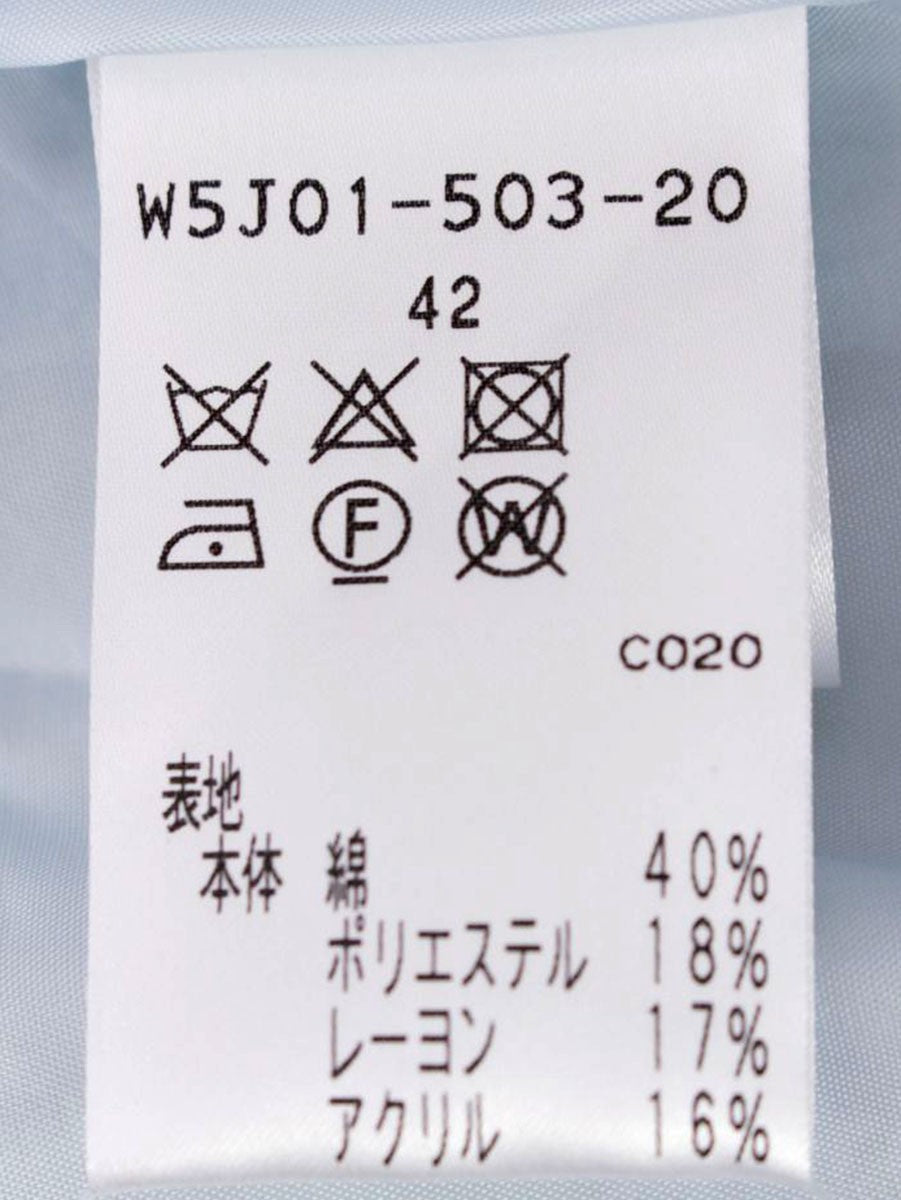 W5J01-503-20
42
F W
C020
表地
本体 綿 40%
ポリエステル 18%
レーヨン 17%
アクリル 16%